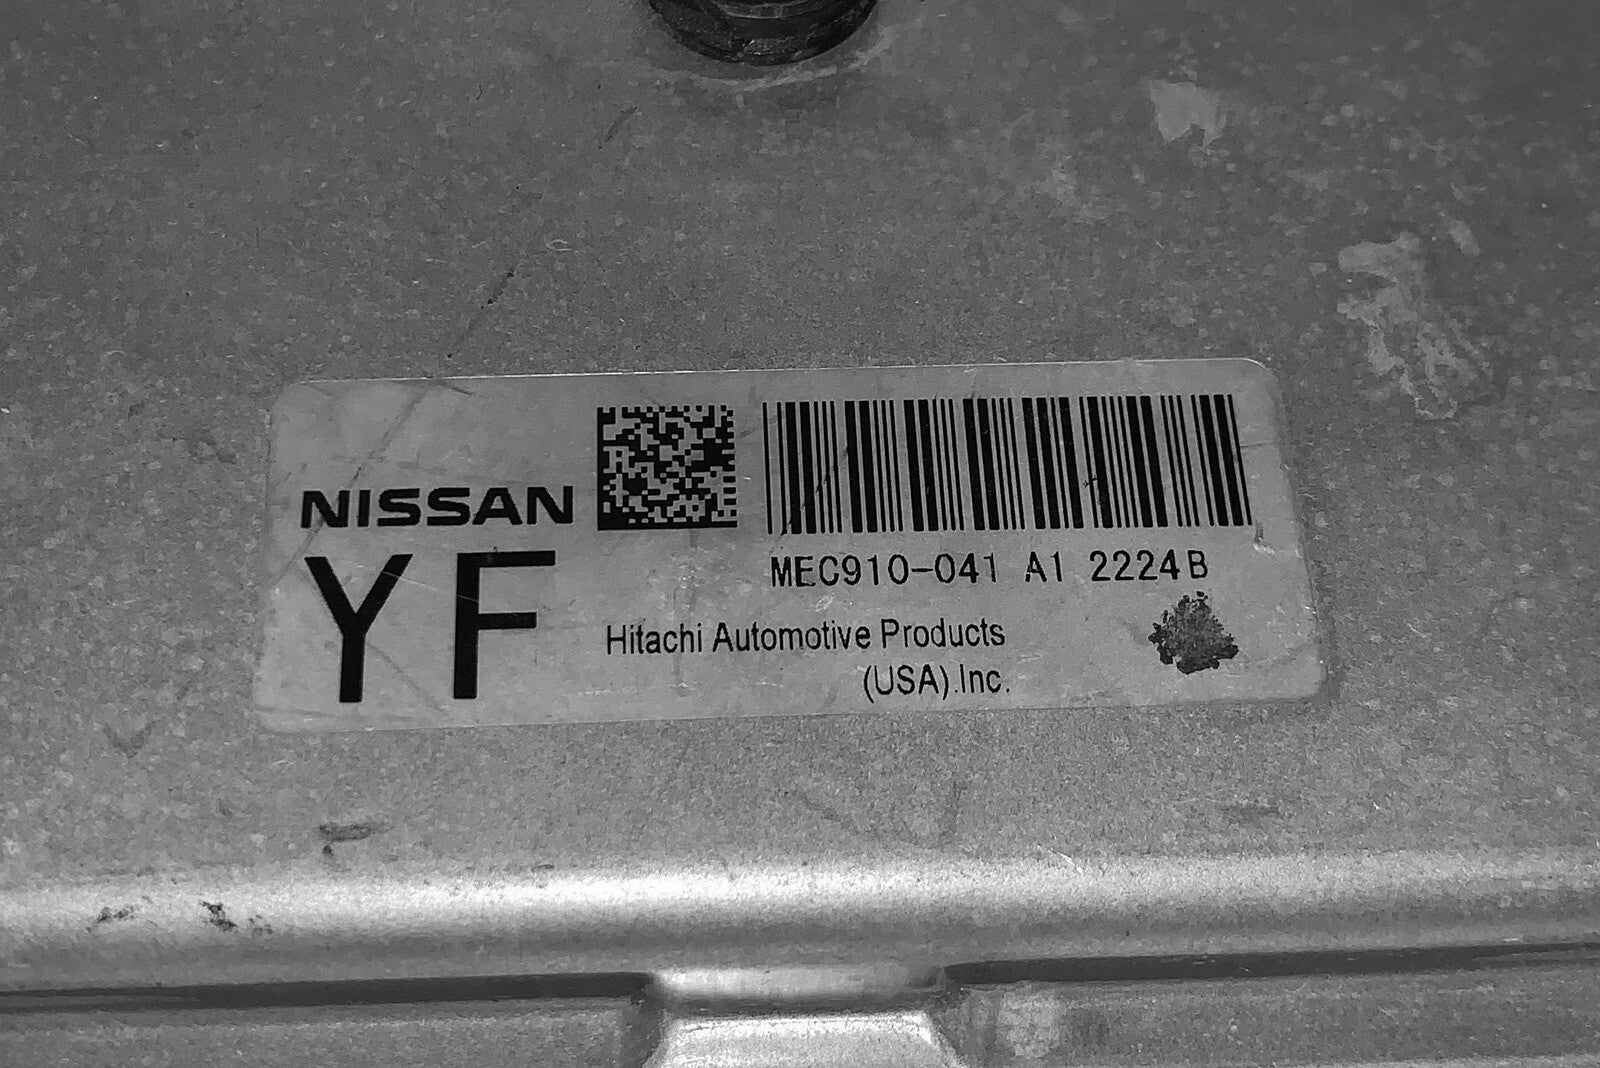 NISSAN
YF
MEC910-041 A1 2224B
Hitachi Automotive Products
(USA).Inc.